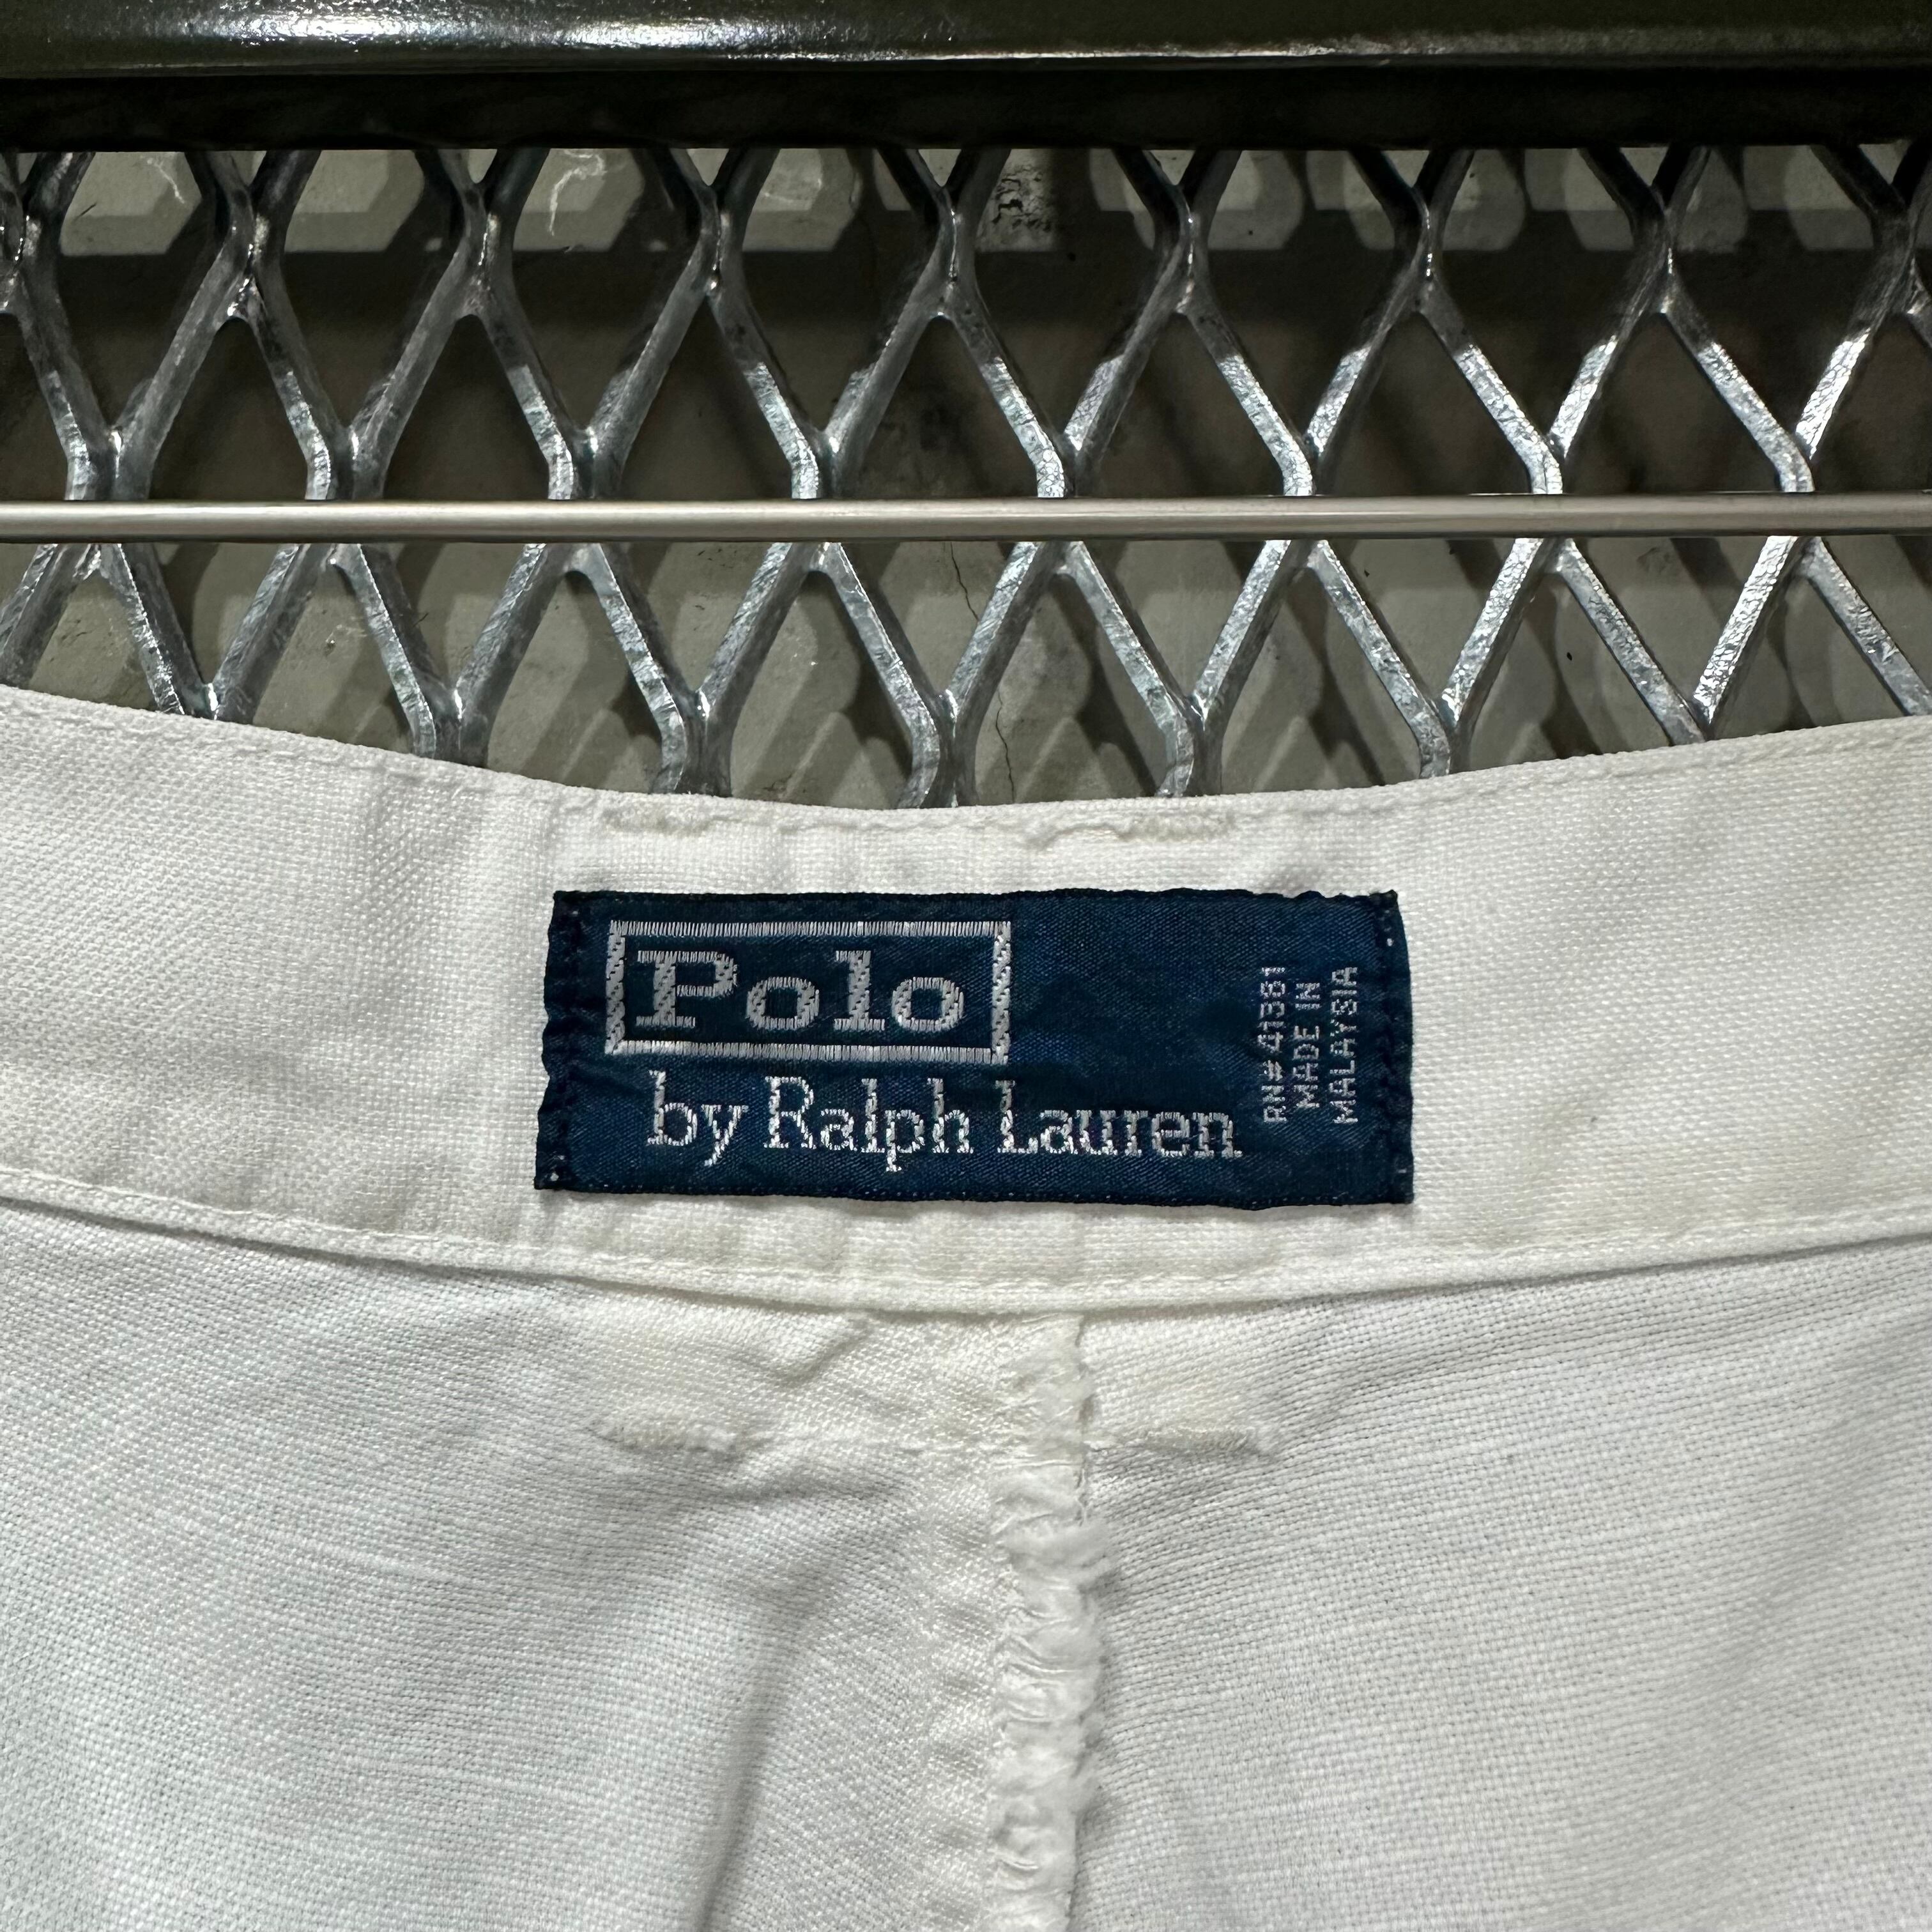 Polo
by Ralph Lauren
RN# 41381
MADE IN
MALAYSIA